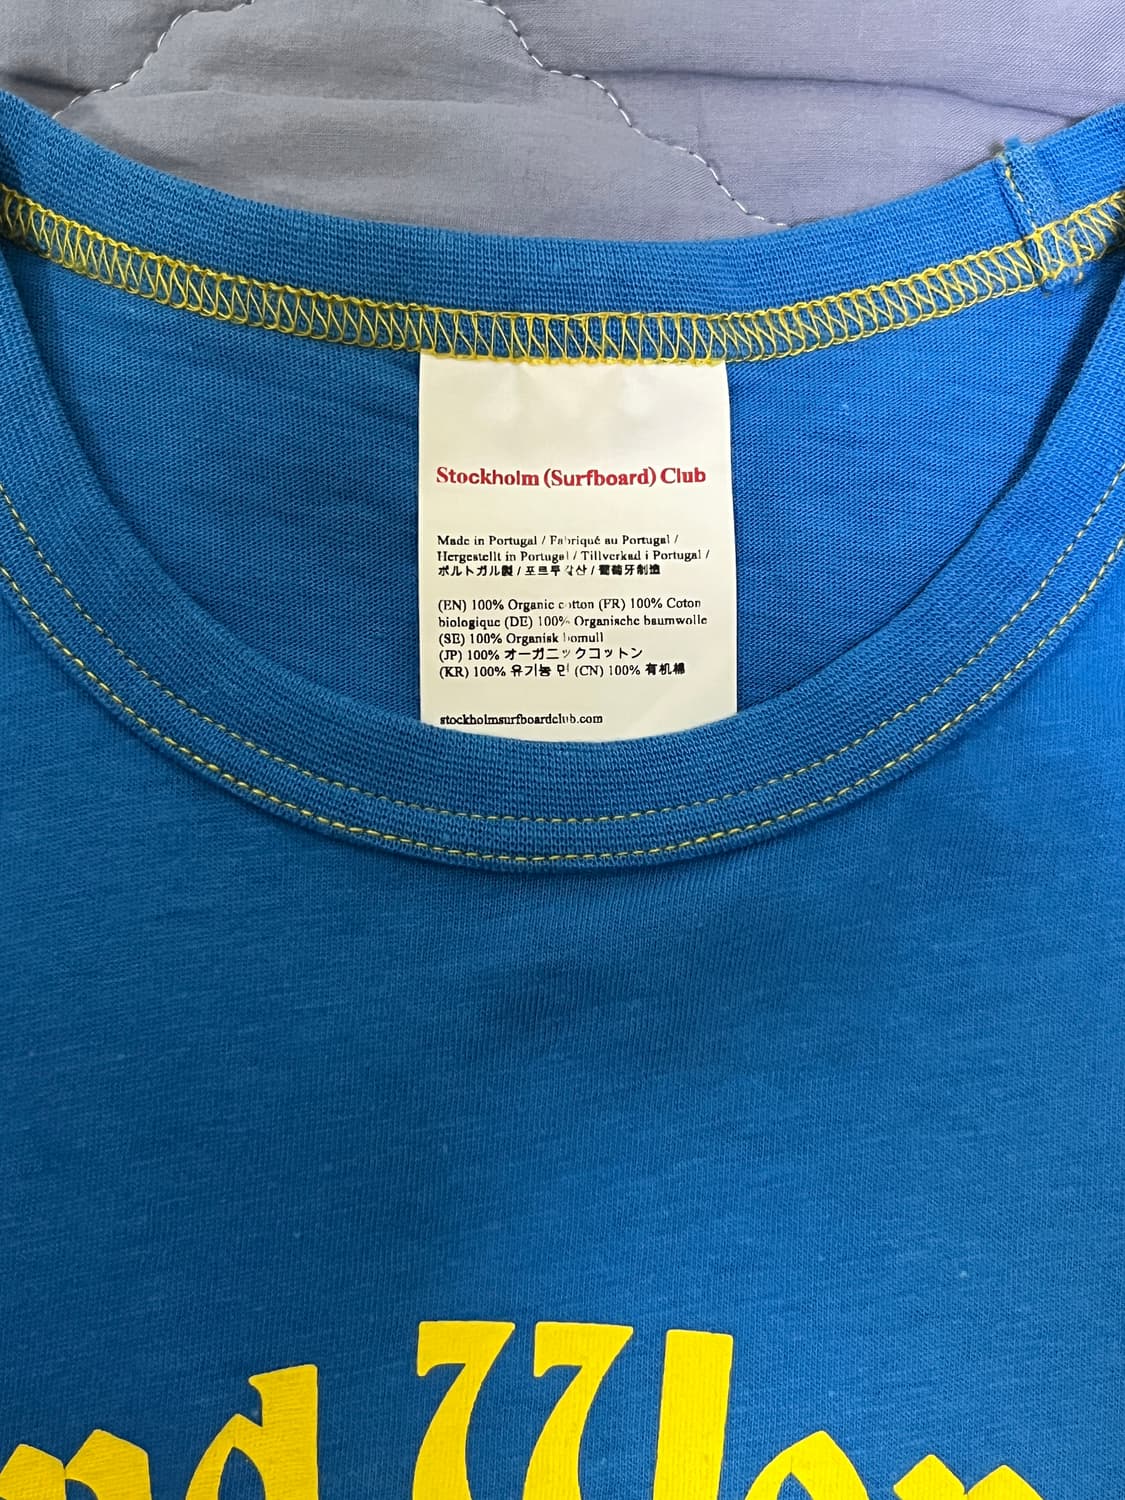 Stockholm (Surfboard) Club
Made in Portugal / Fabriqué au Portugal /
Hergestellt in Portugal / Tillverkad i Portugal /
ポルトガル製 / 포르투갈산 / 葡萄牙制造
(EN) 100% Organic cotton (FR) 100% Coton
biologique (DE) 100% Organische baumwolle
(SE) 100% Organisk bomull
(JP) 100% オーガニックコットン
(KR) 100% 유기농 면 (CN) 100% 有机棉
stockholmsurfboardclub.com